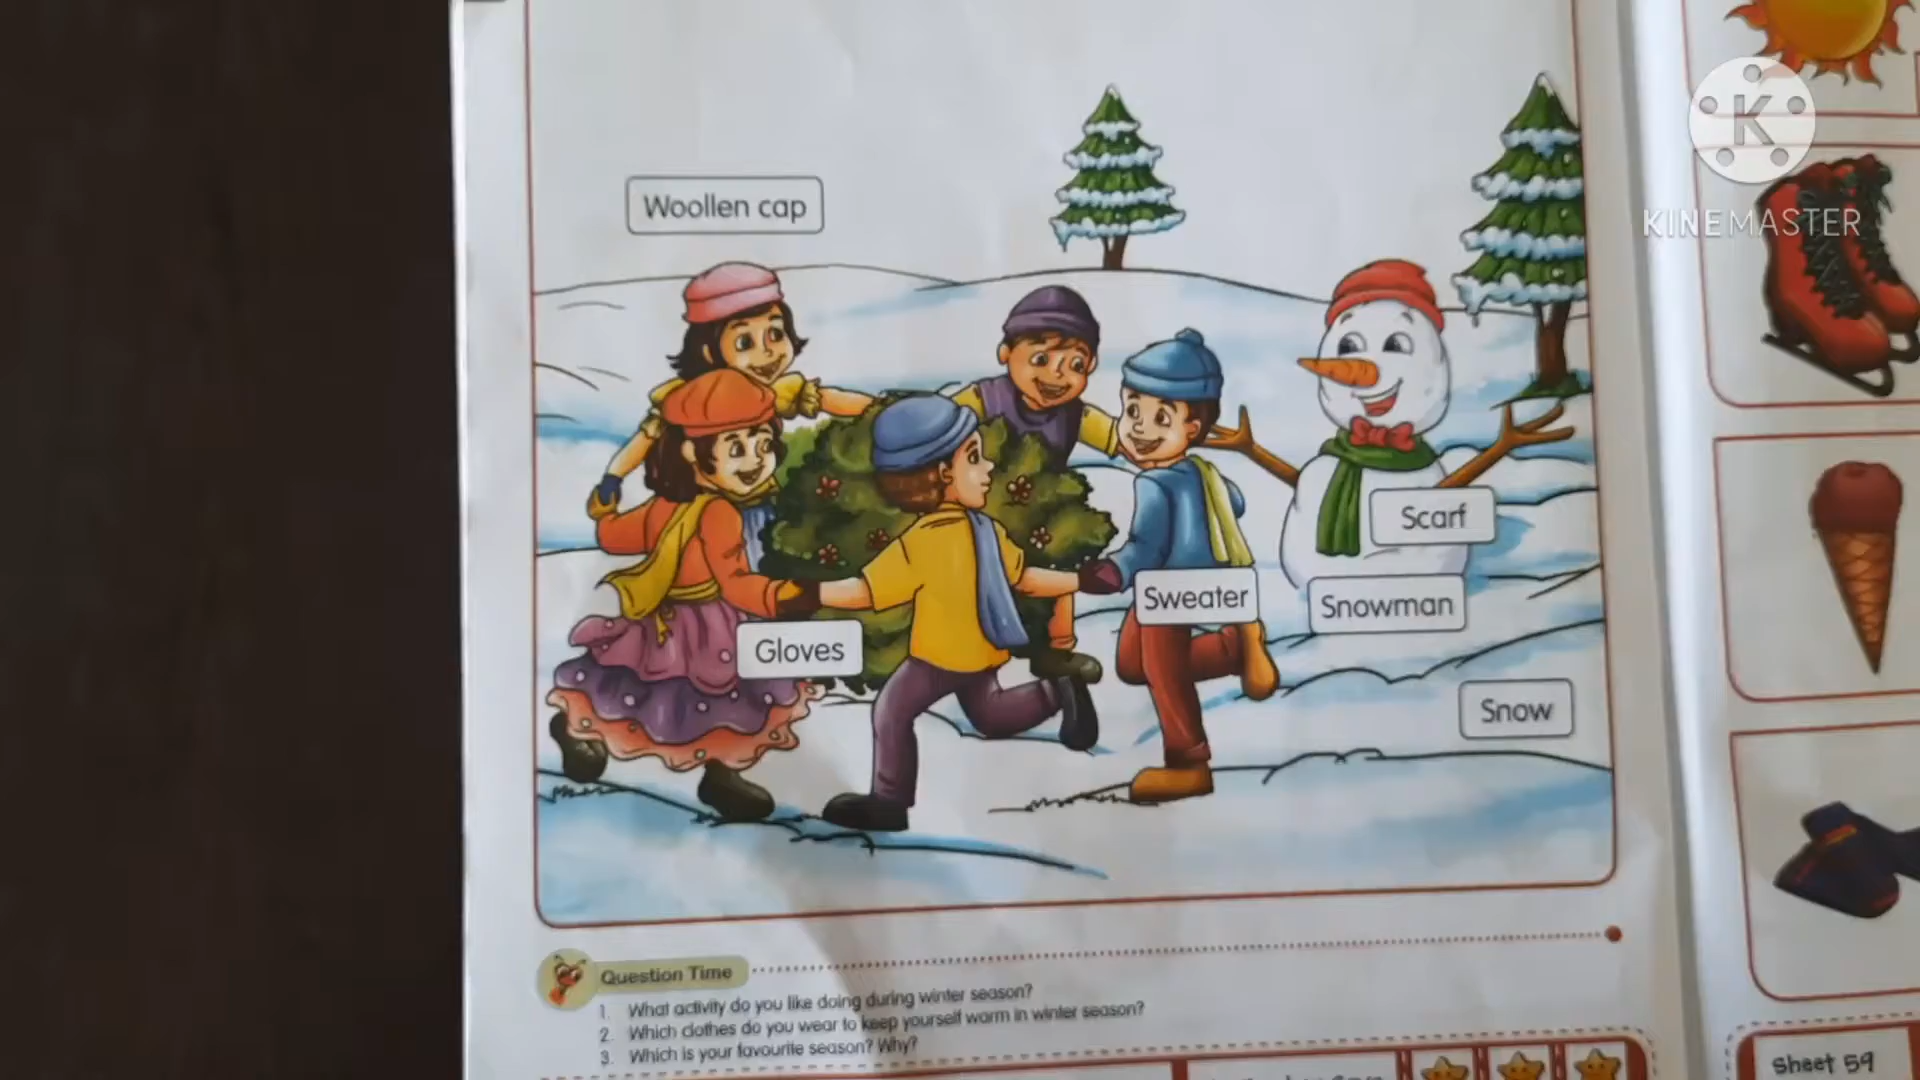 Woollen cap
KINEMASTER
Scarf
Sweater
Snowman
Gloves
Snow
Question Time
1. What activity do you like doing during winter season?
2. Which clothes do you wear to keep yourself warm in winter season?
3. Which is your favourite season? Why?
Sheet 59